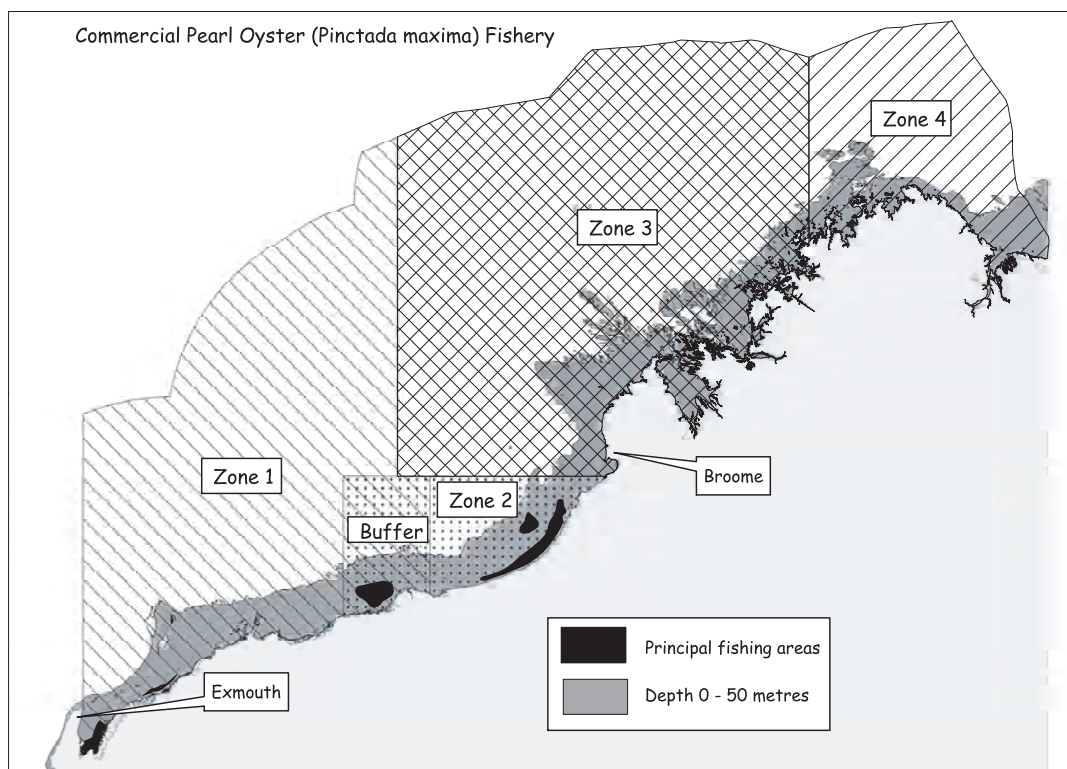 Commercial Pearl Oyster (Pinctada maxima) Fishery
Zone 4
Zone 3
Zone 1
Zone 2
Broome
Buffer
Principal fishing areas
Exmouth
Depth 0 - 50 metres